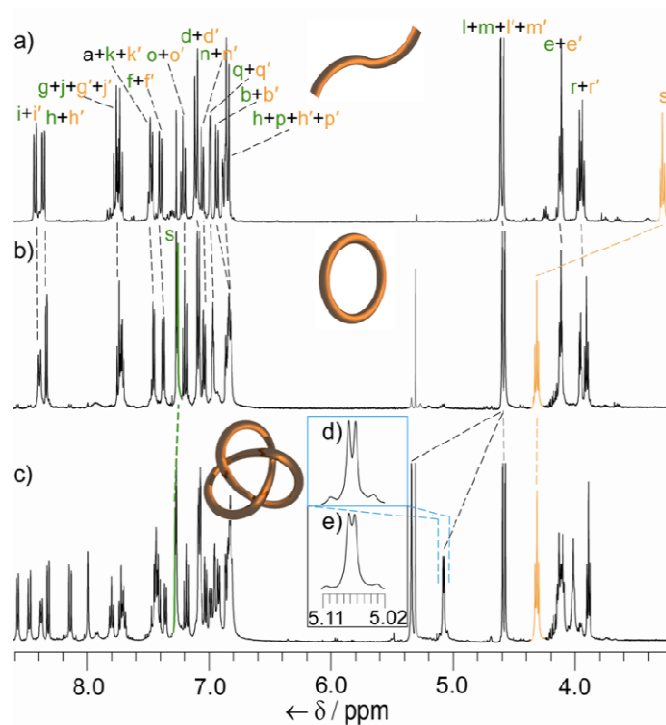 a)
i+i′
h+h′
g+j+g′+j′
a+k+k′
f+f′
o+o′
d+d′
n+n′
q+q′
b+b′
h+p+h′+p′
l+m+l′+m′
e+e′
r+r′
s
b)
s
c)
d)
e)
5.11 5.02
8.0 7.0 6.0 5.0 4.0
← δ / ppm